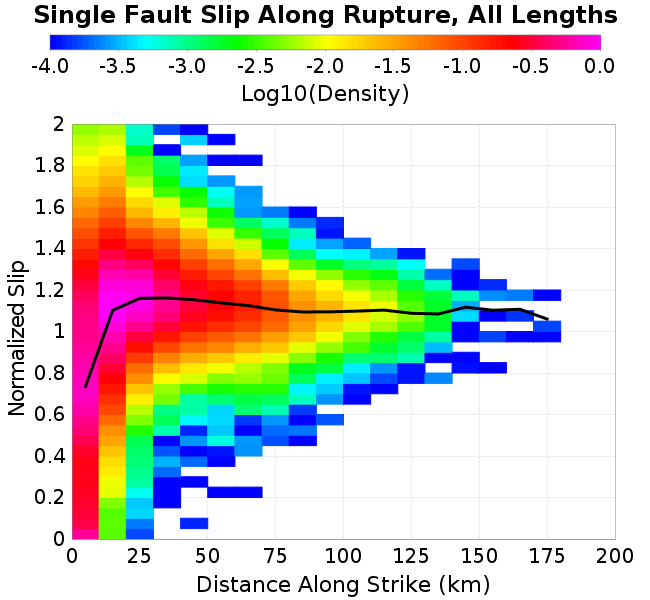 Single Fault Slip Along Rupture, All Lengths
-4.0 -3.5 -3.0 -2.5 -2.0 -1.5 -1.0 -0.5 0.0
Log10(Density)
2
1.8
1.6
1.4
1.2
1
0.8
0.6
0.4
0.2
0
Normalized Slip
0 25 50 75 100 125 150 175 200
Distance Along Strike (km)